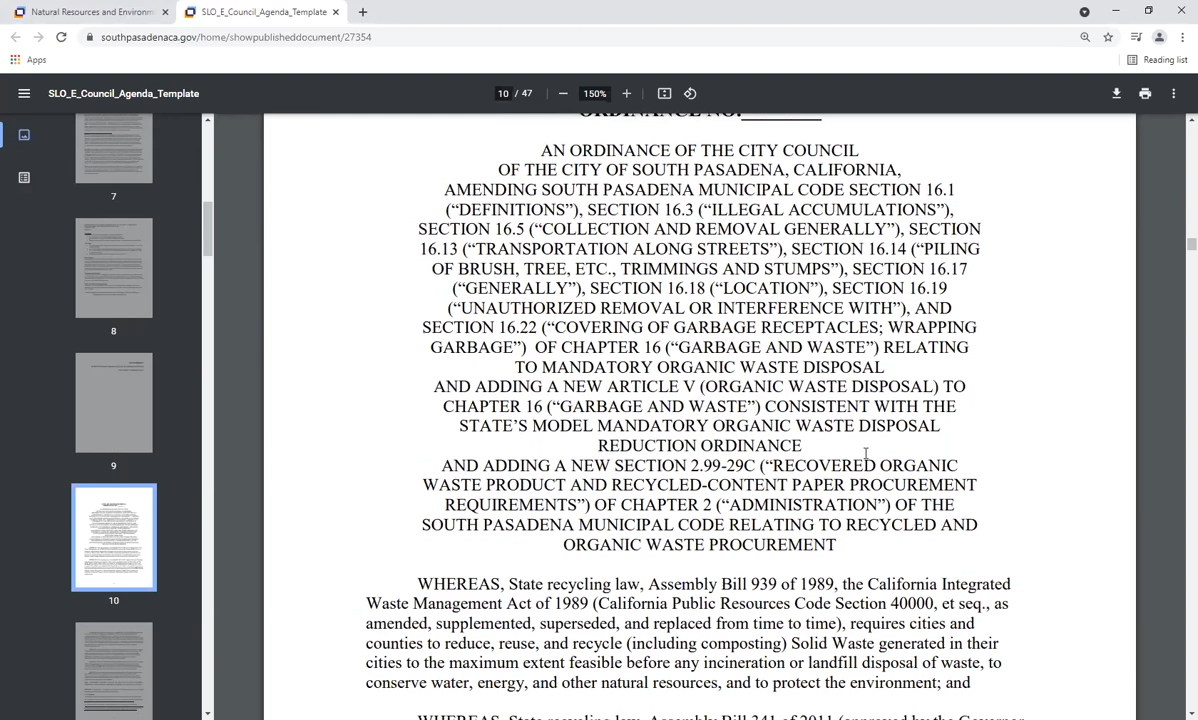 Natural Resources and Environm
SLO_E_Council_Agenda_Template
southpasadenaca.gov/home/showpublisheddocument/27354
Apps
Reading list
SLO_E_Council_Agenda_Template
10 / 47
150%
7
8
9
10
ORDINANCE NO.________
AN ORDINANCE OF THE CITY COUNCIL
OF THE CITY OF SOUTH PASADENA, CALIFORNIA,
AMENDING SOUTH PASADENA MUNICIPAL CODE SECTION 16.1
(“DEFINITIONS”), SECTION 16.3 (“ILLEGAL ACCUMULATIONS”),
SECTION 16.5 (“COLLECTION AND REMOVAL GENERALLY”), SECTION
16.13 (“TRANSPORTATION ALONG STREETS”), SECTION 16.14 (“PILING
OF BRUSH, TREE, ETC., TRIMMINGS AND STUMPS”), SECTION 16.17
(“GENERALLY”), SECTION 16.18 (“LOCATION”), SECTION 16.19
(“UNAUTHORIZED REMOVAL OR INTERFERENCE WITH”), AND
SECTION 16.22 (“COVERING OF GARBAGE RECEPTACLES; WRAPPING
GARBAGE”) OF CHAPTER 16 (“GARBAGE AND WASTE”) RELATING
TO MANDATORY ORGANIC WASTE DISPOSAL
AND ADDING A NEW ARTICLE V (ORGANIC WASTE DISPOSAL) TO
CHAPTER 16 (“GARBAGE AND WASTE”) CONSISTENT WITH THE
STATE’S MODEL MANDATORY ORGANIC WASTE DISPOSAL
REDUCTION ORDINANCE
AND ADDING A NEW SECTION 2.99-29C (“RECOVERED ORGANIC
WASTE PRODUCT AND RECYCLED-CONTENT PAPER PROCUREMENT
REQUIREMENTS”) OF CHAPTER 2 (“ADMINISTRATION”) OF THE
SOUTH PASADENA MUNICIPAL CODE RELATING TO RECYCLED AND
ORGANIC WASTE PROCUREMENT
WHEREAS, State recycling law, Assembly Bill 939 of 1989, the California Integrated
Waste Management Act of 1989 (California Public Resources Code Section 40000, et seq., as
amended, supplemented, superseded, and replaced from time to time), requires cities and
counties to reduce, reuse, and recycle (including composting) Solid Waste generated in their
cities to the maximum extent feasible before any incineration or landfill disposal of waste, to
conserve water, energy, and other natural resources, and to protect the environment; and
WHEREAS, State recycling law, Assembly Bill 341 of 2011 (approved by the Governor